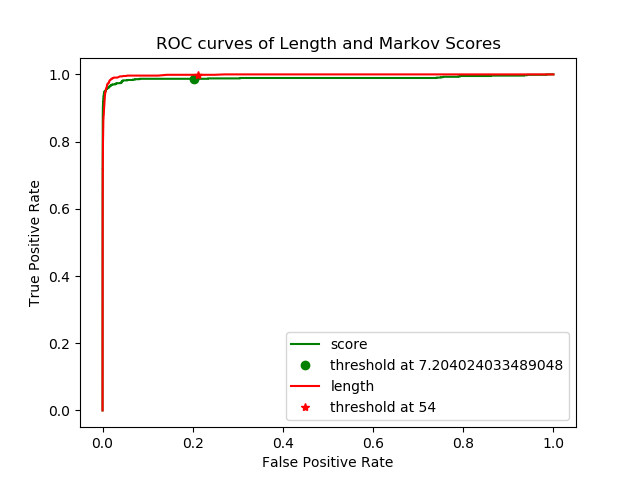 ROC curves of Length and Markov Scores
True Positive Rate
1.0
0.8
0.6
0.4
0.2
0.0
score
threshold at 7.204024033489048
length
threshold at 54
0.0 0.2 0.4 0.6 0.8 1.0
False Positive Rate